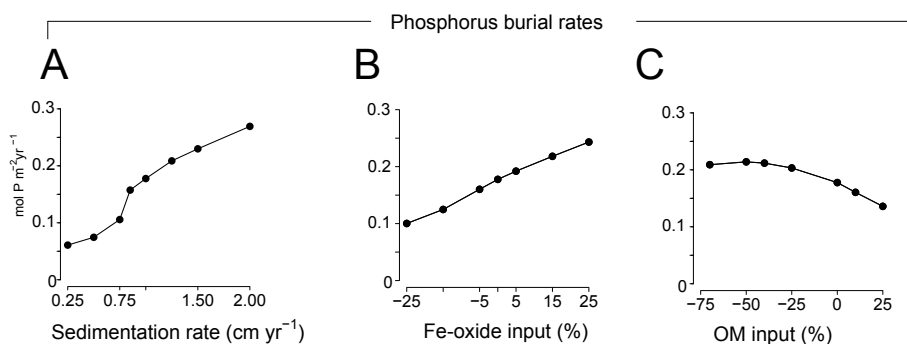 Phosphorus burial rates
A
B
C
mol P m⁻²yr⁻¹
0.3
0.2
0.1
0
0.25 0.75 1.50 2.00
Sedimentation rate (cm yr⁻¹)
0.3
0.2
0.1
0
−25 −5 5 15 25
Fe-oxide input (%)
0.3
0.2
0.1
0
−75 −50 −25 0 25
OM input (%)